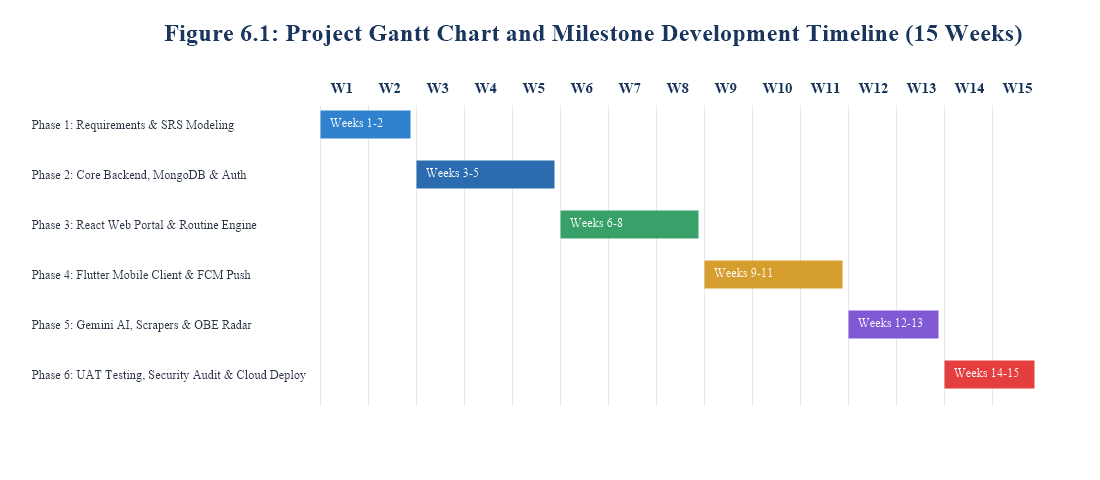 Figure 6.1: Project Gantt Chart and Milestone Development Timeline (15 Weeks)
W1 W2 W3 W4 W5 W6 W7 W8 W9 W10 W11 W12 W13 W14 W15
Phase 1: Requirements & SRS Modeling Weeks 1-2
Phase 2: Core Backend, MongoDB & Auth Weeks 3-5
Phase 3: React Web Portal & Routine Engine Weeks 6-8
Phase 4: Flutter Mobile Client & FCM Push Weeks 9-11
Phase 5: Gemini AI, Scrapers & OBE Radar Weeks 12-13
Phase 6: UAT Testing, Security Audit & Cloud Deploy Weeks 14-15